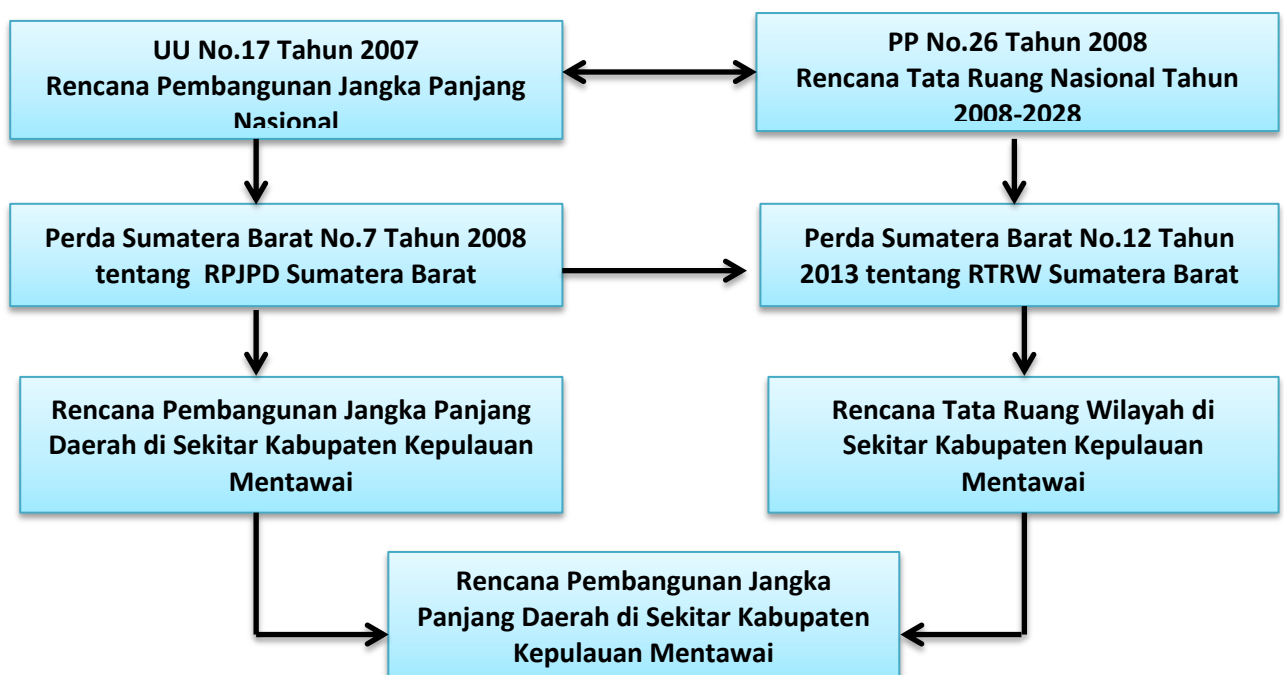 UU No.17 Tahun 2007
Rencana Pembangunan Jangka Panjang
Nasional
PP No.26 Tahun 2008
Rencana Tata Ruang Nasional Tahun
2008-2028
Perda Sumatera Barat No.7 Tahun 2008
tentang RPJPD Sumatera Barat
Perda Sumatera Barat No.12 Tahun
2013 tentang RTRW Sumatera Barat
Rencana Pembangunan Jangka Panjang
Daerah di Sekitar Kabupaten Kepulauan
Mentawai
Rencana Tata Ruang Wilayah di
Sekitar Kabupaten Kepulauan
Mentawai
Rencana Pembangunan Jangka
Panjang Daerah di Sekitar Kabupaten
Kepulauan Mentawai